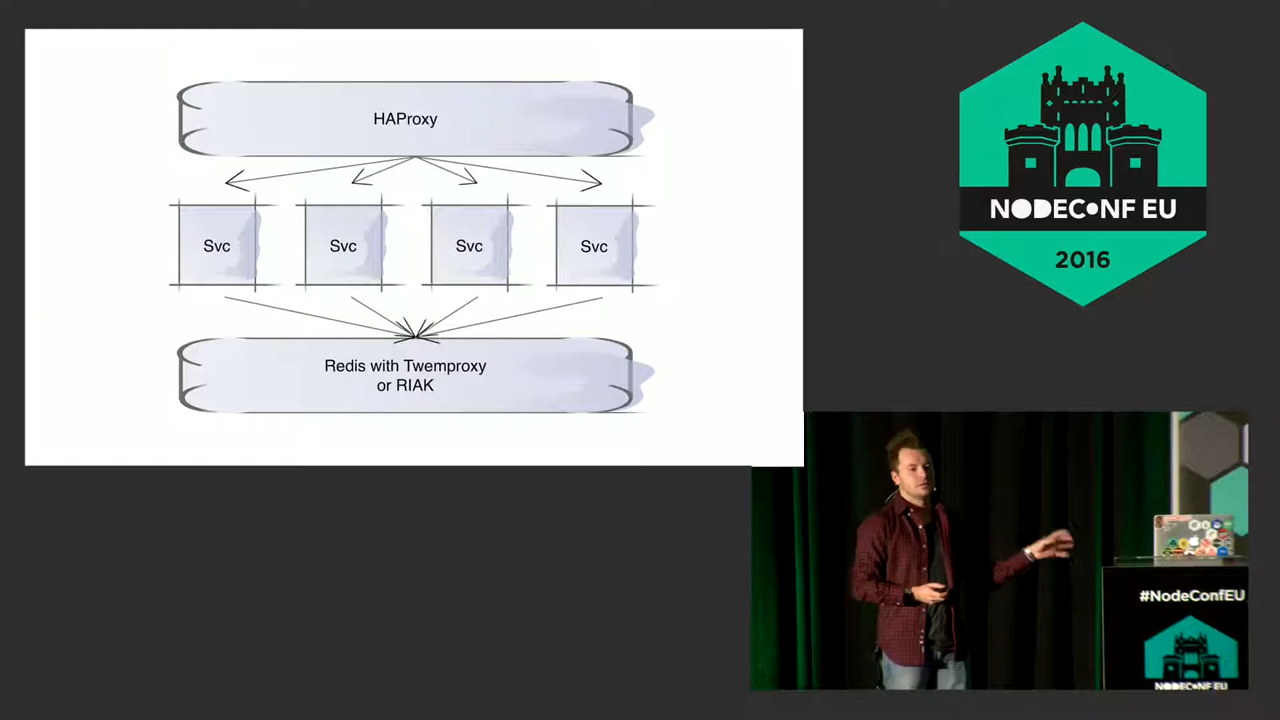 HAProxy
Svc
Svc
Svc
Svc
Redis with Twemproxy
or RIAK
NODECONF EU
2016
#NodeConfEU
NODECONF EU